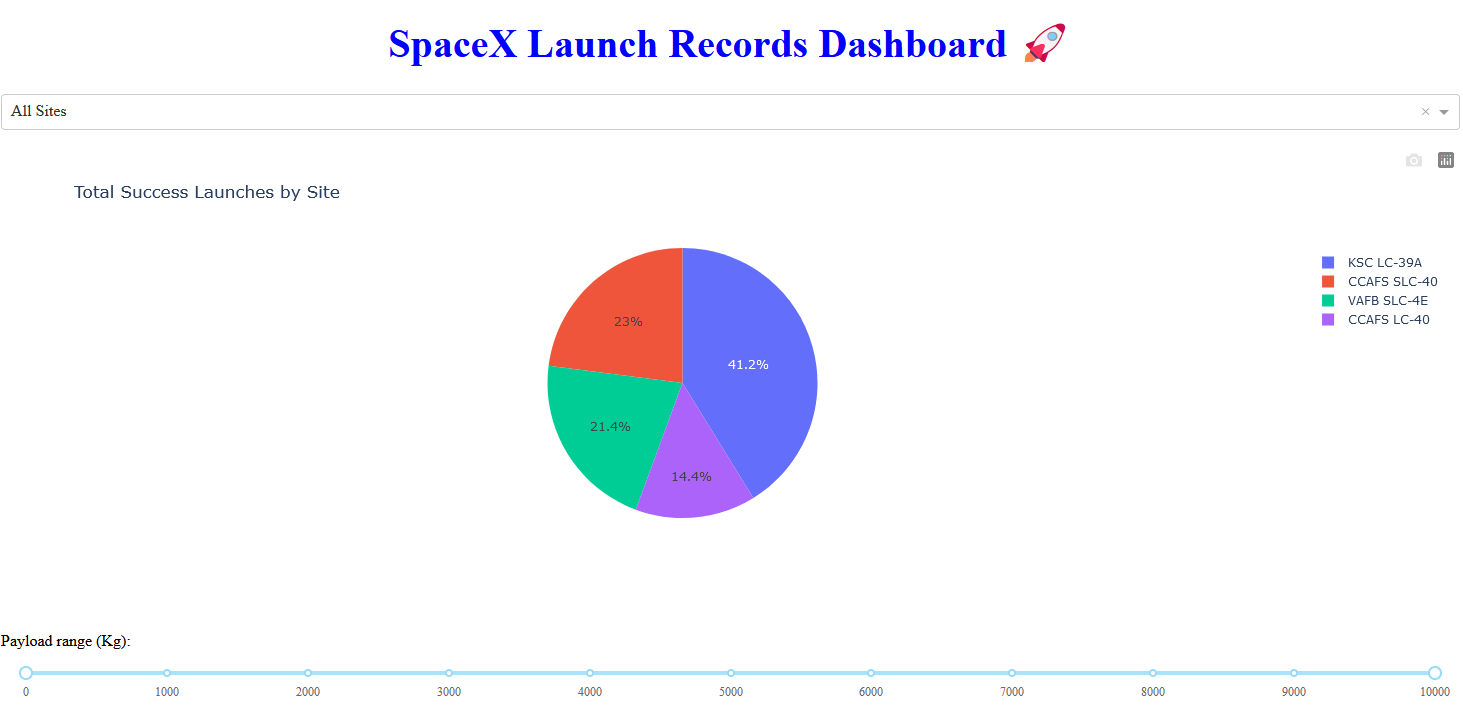 SpaceX Launch Records Dashboard 🚀
All Sites ×
Total Success Launches by Site
KSC LC-39A
CCAFS SLC-40
VAFB SLC-4E
CCAFS LC-40
23%
41.2%
21.4%
14.4%
Payload range (Kg):
0 1000 2000 3000 4000 5000 6000 7000 8000 9000 10000